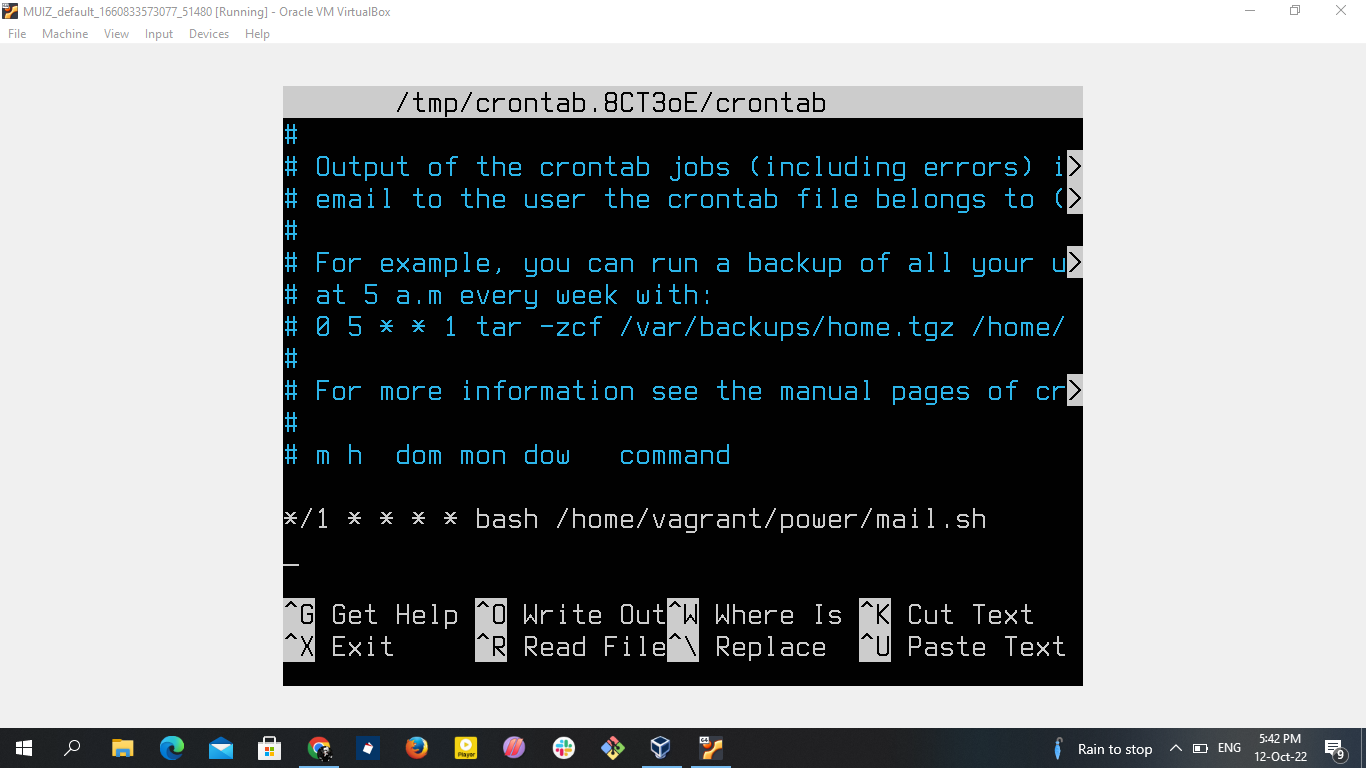 MUIZ_default_1660833573077_51480 [Running] - Oracle VM VirtualBox
File Machine View Input Devices Help
/tmp/crontab.8CT3oE/crontab
#
# Output of the crontab jobs (including errors) i>
# email to the user the crontab file belongs to (>
#
# For example, you can run a backup of all your u>
# at 5 a.m every week with:
# 0 5 * * 1 tar -zcf /var/backups/home.tgz /home/
#
# For more information see the manual pages of cr>
#
# m h  dom mon dow   command
*/1 * * * * bash /home/vagrant/power/mail.sh
^G Get Help ^O Write Out ^W Where Is ^K Cut Text
^X Exit ^R Read File ^\ Replace ^U Paste Text
Player
Rain to stop
ENG
5:42 PM
12-Oct-22
9